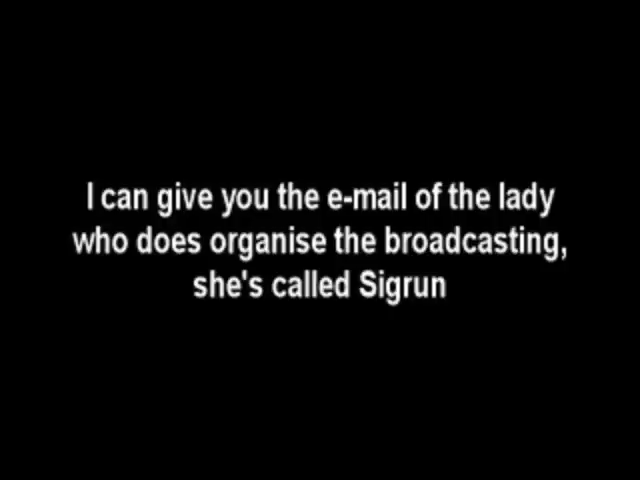 I can give you the e-mail of the lady
who does organise the broadcasting,
she's called Sigrun